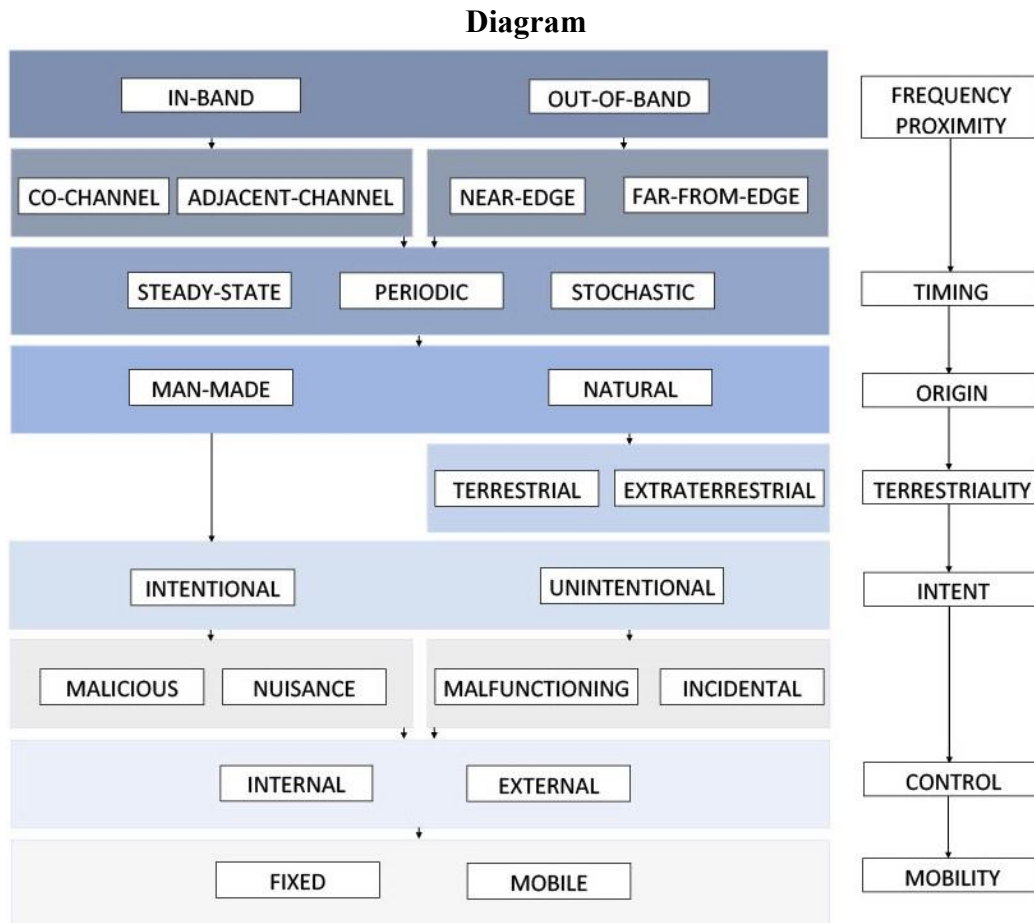 Diagram
IN-BAND
OUT-OF-BAND
FREQUENCY
PROXIMITY
CO-CHANNEL
ADJACENT-CHANNEL
NEAR-EDGE
FAR-FROM-EDGE
STEADY-STATE
PERIODIC
STOCHASTIC
TIMING
MAN-MADE
NATURAL
ORIGIN
TERRESTRIAL
EXTRATERRESTRIAL
TERRESTRIALITY
INTENTIONAL
UNINTENTIONAL
INTENT
MALICIOUS
NUISANCE
MALFUNCTIONING
INCIDENTAL
INTERNAL
EXTERNAL
CONTROL
FIXED
MOBILE
MOBILITY